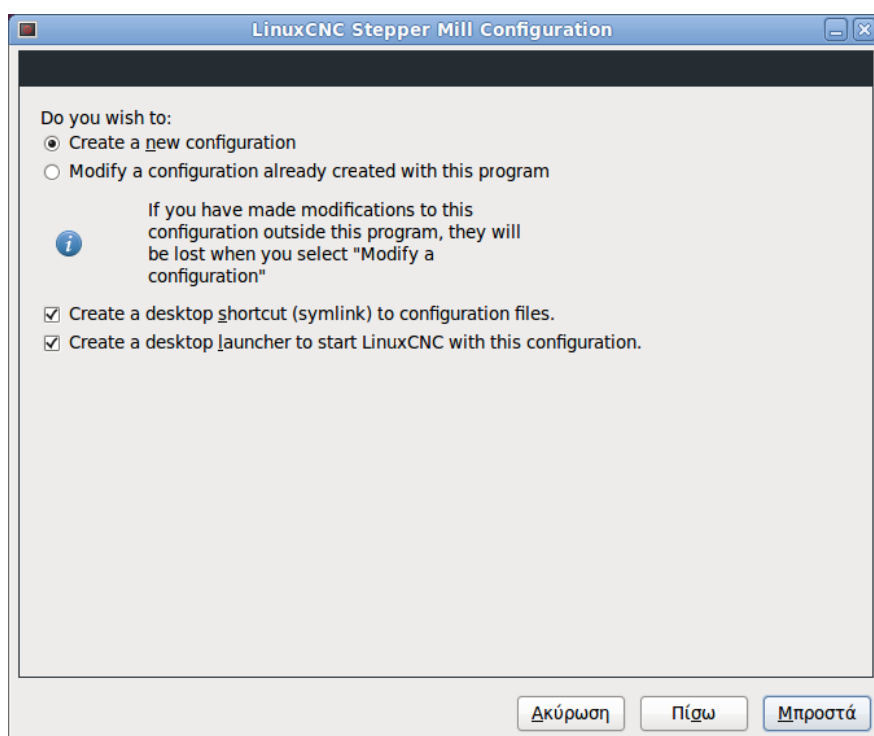 LinuxCNC Stepper Mill Configuration
Do you wish to:
Create a new configuration
Modify a configuration already created with this program
If you have made modifications to this
configuration outside this program, they will
be lost when you select "Modify a
configuration"
Create a desktop shortcut (symlink) to configuration files.
Create a desktop launcher to start LinuxCNC with this configuration.
Ακύρωση Πίσω Μπροστά